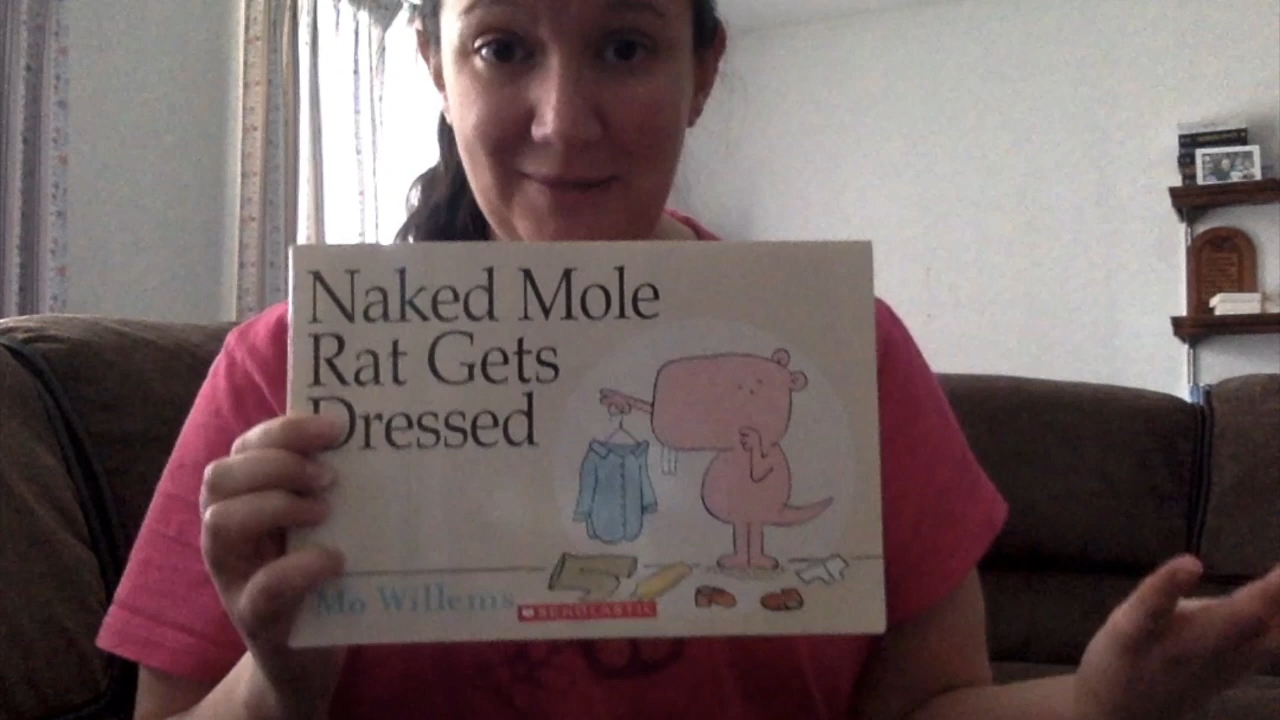 Naked Mole
Rat Gets
Dressed
Mo Willems
SCHOLASTIC